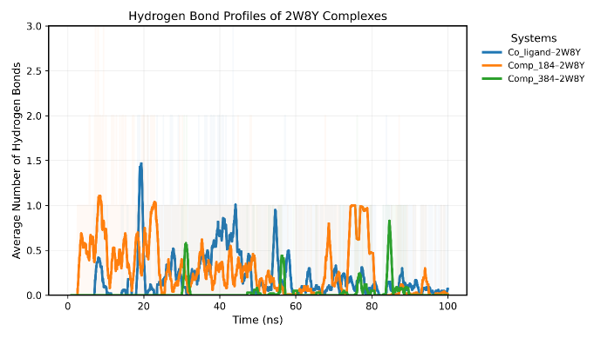 Hydrogen Bond Profiles of 2W8Y Complexes
Systems
Co_ligand-2W8Y
Comp_184-2W8Y
Comp_384-2W8Y
Average Number of Hydrogen Bonds
3.0
2.5
2.0
1.5
1.0
0.5
0.0
0 20 40 60 80 100
Time (ns)